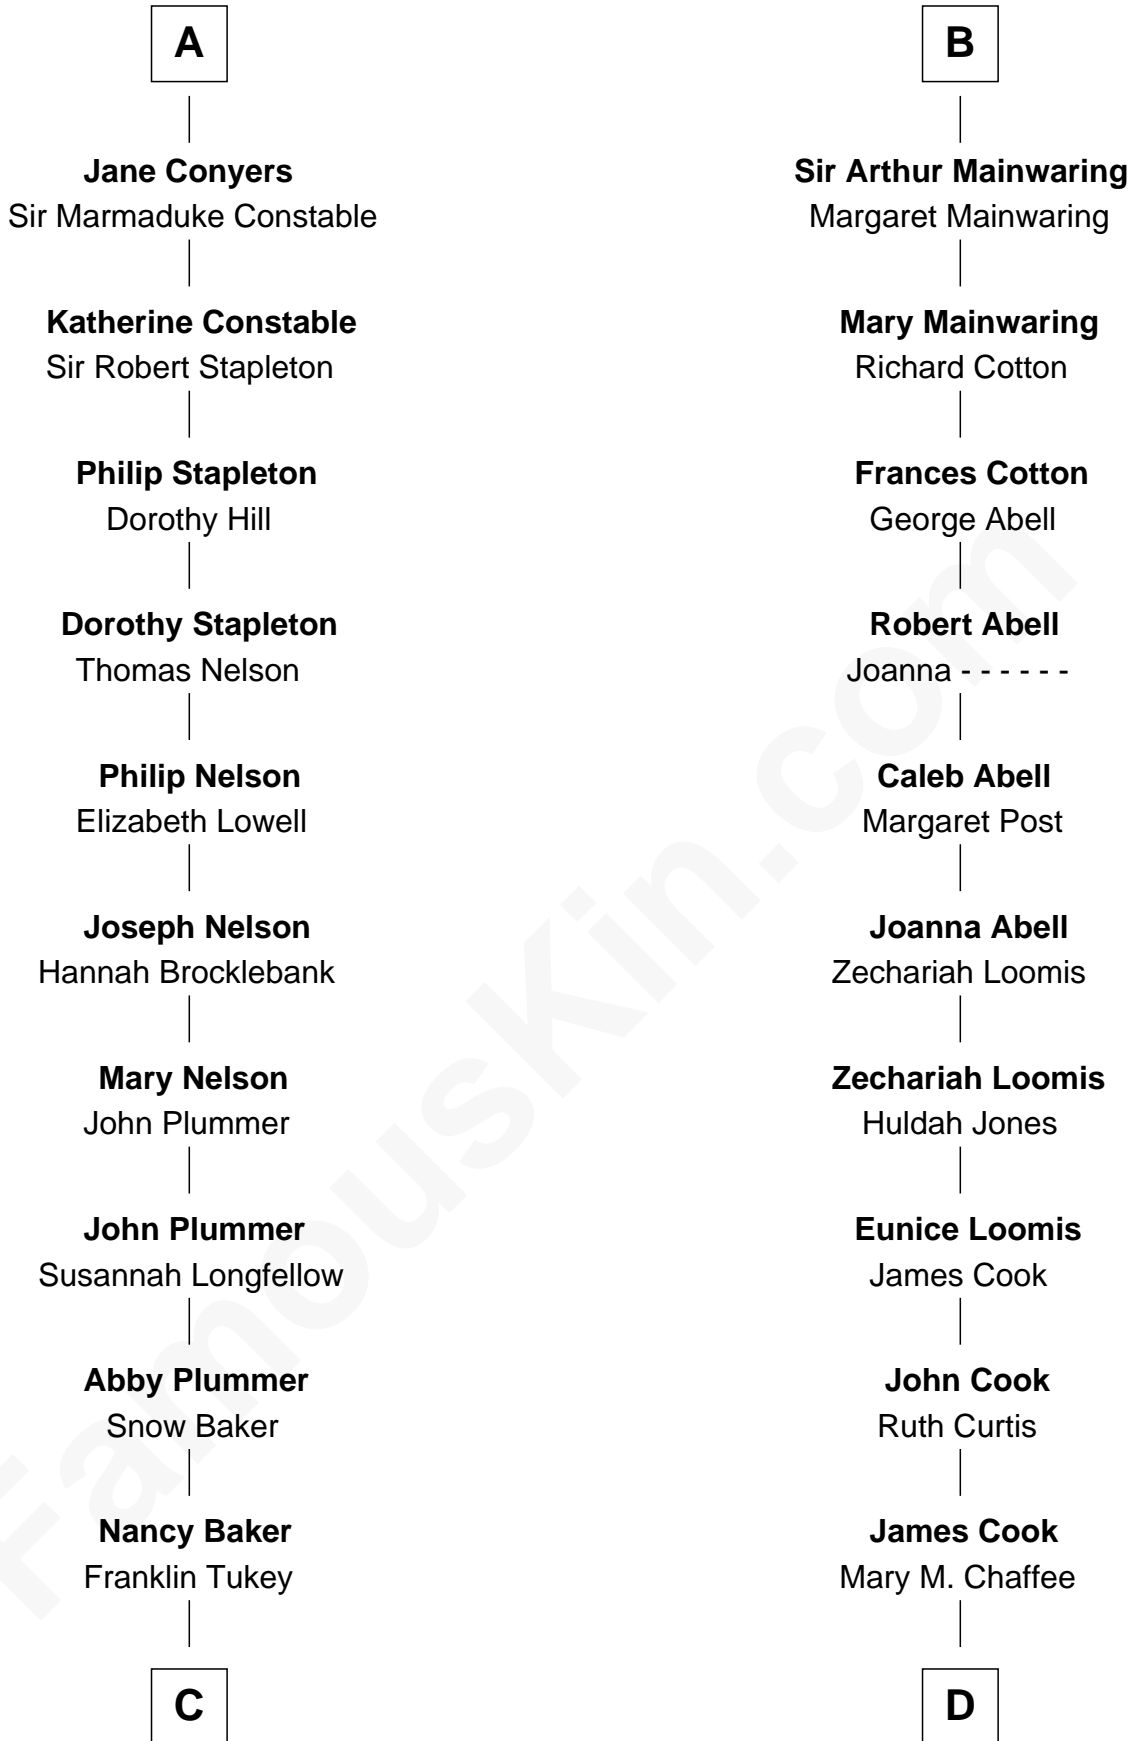 A
Jane Conyers
Sir Marmaduke Constable
Katherine Constable
Sir Robert Stapleton
Philip Stapleton
Dorothy Hill
Dorothy Stapleton
Thomas Nelson
Philip Nelson
Elizabeth Lowell
Joseph Nelson
Hannah Brocklebank
Mary Nelson
John Plummer
John Plummer
Susannah Longfellow
Abby Plummer
Snow Baker
Nancy Baker
Franklin Tukey
C
B
Sir Arthur Mainwaring
Margaret Mainwaring
Mary Mainwaring
Richard Cotton
Frances Cotton
George Abell
Robert Abell
Joanna - - - - - -
Caleb Abell
Margaret Post
Joanna Abell
Zechariah Loomis
Zechariah Loomis
Huldah Jones
Eunice Loomis
James Cook
John Cook
Ruth Curtis
James Cook
Mary M. Chaffee
D
FamousKin.com